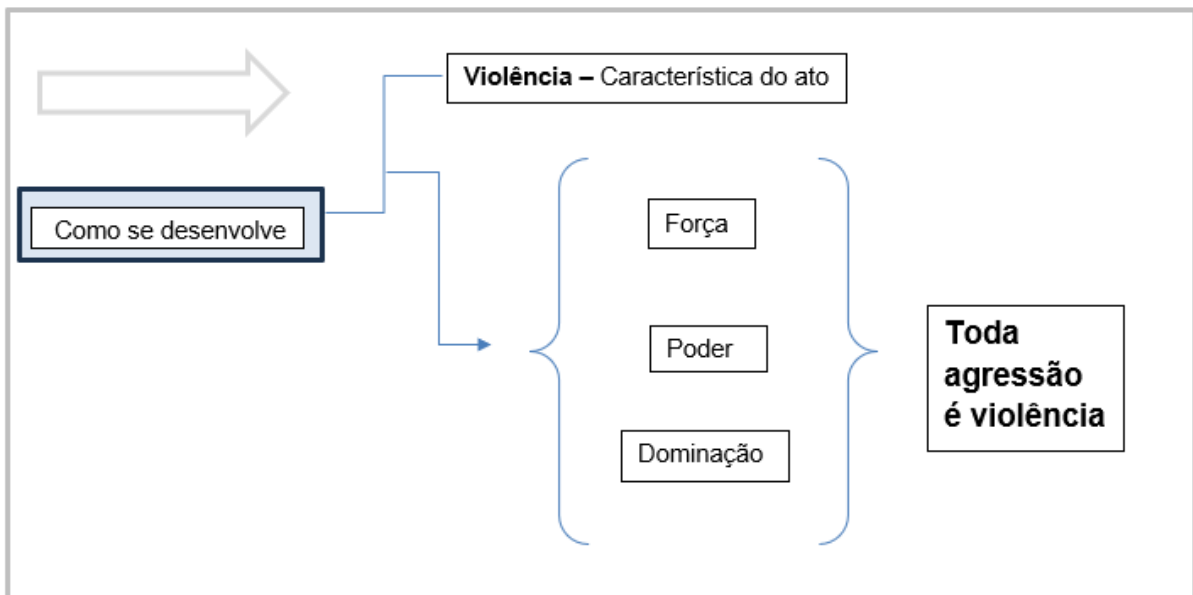 Violência – Característica do ato
Como se desenvolve
Força
Poder
Dominação
Toda
agressão
é violência